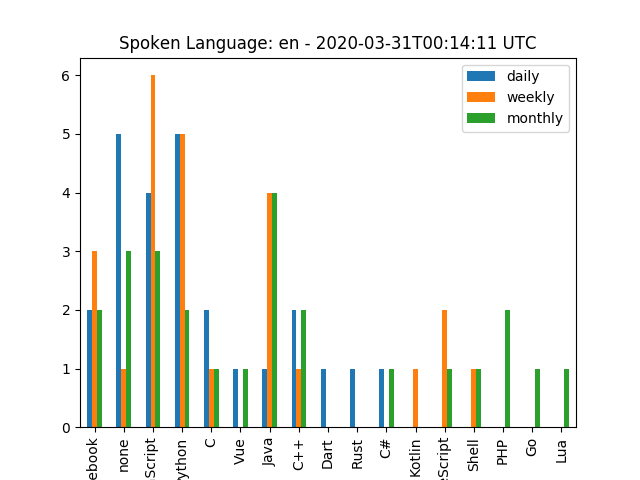 Spoken Language: en - 2020-03-31T00:14:11 UTC
daily
weekly
monthly
6
5
4
3
2
1
0
ebook
none
Script
ython
C
Vue
Java
C++
Dart
Rust
C#
Kotlin
eScript
Shell
PHP
Go
Lua